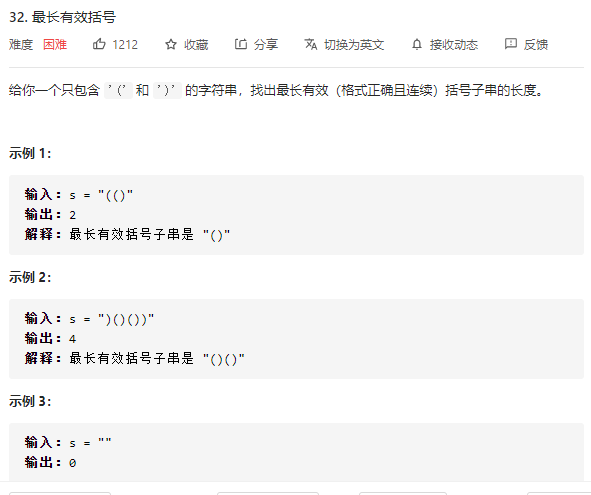 32. 最长有效括号
难度 困难 1212 收藏 分享 切换为英文 接收动态 反馈
给你一个只包含 '(' 和 ')' 的字符串，找出最长有效（格式正确且连续）括号子串的长度。
示例 1：
输入：s = "(()"
输出：2
解释：最长有效括号子串是 "()"
示例 2：
输入：s = ")()())"
输出：4
解释：最长有效括号子串是 "()()"
示例 3：
输入：s = ""
输出：0